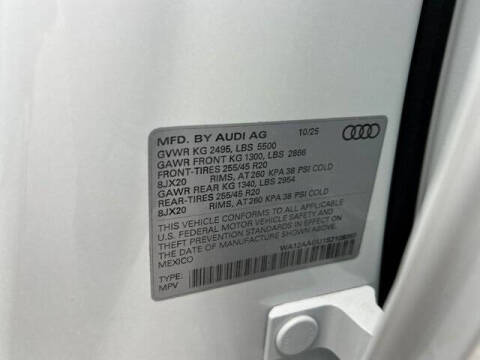 MFD. BY AUDI AG 10/25
GVWR KG 2495, LBS 5500
GAWR FRONT KG 1300, LBS 2866
FRONT-TIRES 255/45 R20
8JX20 RIMS, AT 260 KPA 38 PSI COLD
GAWR REAR KG 1340, LBS 2954
REAR-TIRES 255/45 R20
8JX20 RIMS, AT 260 KPA 38 PSI COLD
THIS VEHICLE CONFORMS TO ALL APPLICABLE
U.S. FEDERAL MOTOR VEHICLE SAFETY AND
THEFT PREVENTION STANDARDS IN EFFECT ON
THE DATE OF MANUFACTURE SHOWN ABOVE.
MEXICO
TYPE:
MPV